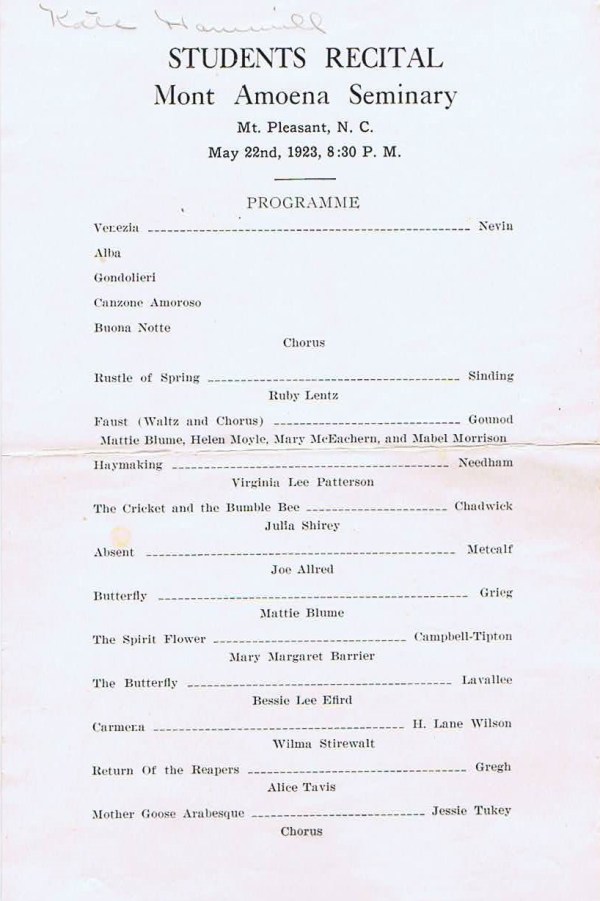 Kate Hammill
STUDENTS RECITAL
Mont Amoena Seminary
Mt. Pleasant, N. C.
May 22nd, 1923, 8:30 P. M.
PROGRAMME
Venezia Nevin
Alba
Gondolieri
Canzone Amoroso
Buona Notte
Chorus
Rustle of Spring Sinding
Ruby Lentz
Faust (Waltz and Chorus) Gounod
Mattie Blume, Helen Moyle, Mary McEachern, and Mabel Morrison
Haymaking Needham
Virginia Lee Patterson
The Cricket and the Bumble Bee Chadwick
Julia Shirey
Absent Metcalf
Joe Allred
Butterfly Grieg
Mattie Blume
The Spirit Flower Campbell-Tipton
Mary Margaret Barrier
The Butterfly Lavallee
Bessie Lee Efird
Carmena H. Lane Wilson
Wilma Stirewalt
Return Of the Reapers Gregh
Alice Tavis
Mother Goose Arabesque Jessie Tukey
Chorus